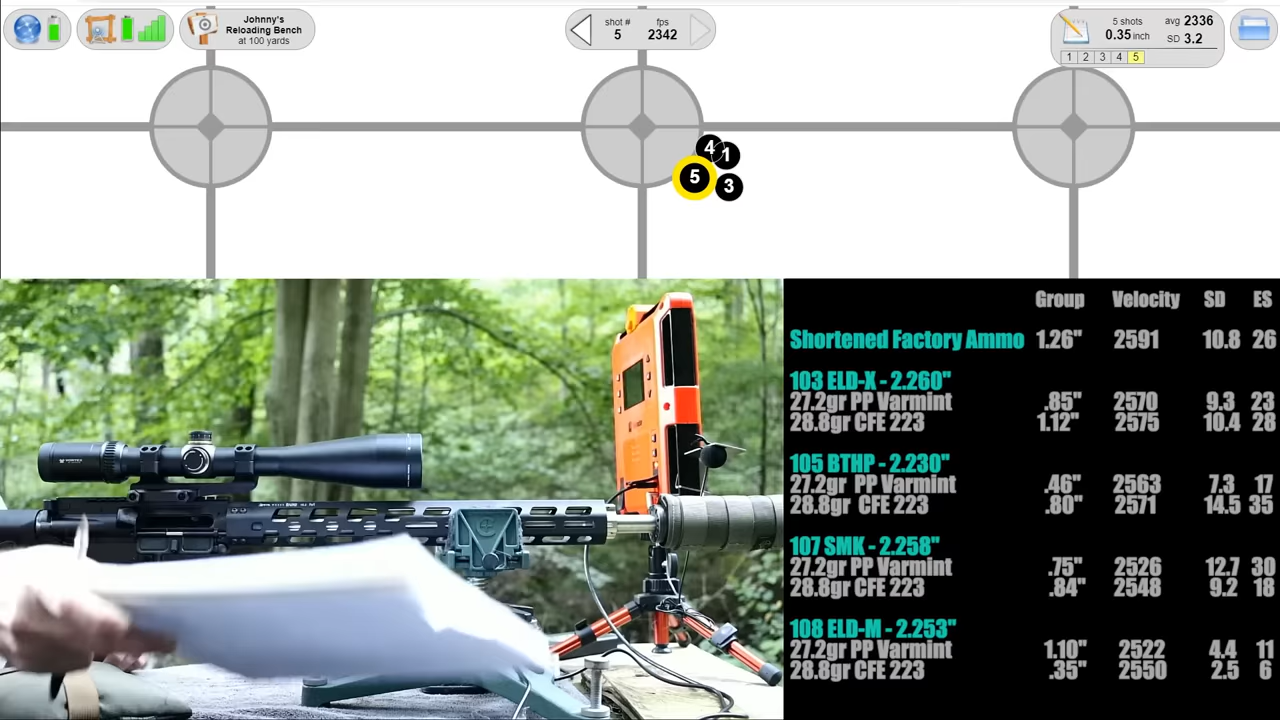 Johnny's
Reloading Bench
at 100 yards
shot # fps
5 2342
5 shots avg 2336
0.35 inch SD 3.2
1 2 3 4 5
4 1
5 3
Group Velocity SD ES
Shortened Factory Ammo 1.26" 2591 10.8 26
103 ELD-X - 2.260"
27.2gr PP Varmint .85" 2570 9.3 23
28.8gr CFE 223 1.12" 2575 10.4 28
105 BTHP - 2.230"
27.2gr PP Varmint .46" 2563 7.3 17
28.8gr CFE 223 .80" 2571 14.5 35
107 SMK - 2.258"
27.2gr PP Varmint .75" 2526 12.7 30
28.8gr CFE 223 .84" 2548 9.2 18
108 ELD-M - 2.253"
27.2gr PP Varmint 1.10" 2522 4.4 11
28.8gr CFE 223 .35" 2550 2.5 6